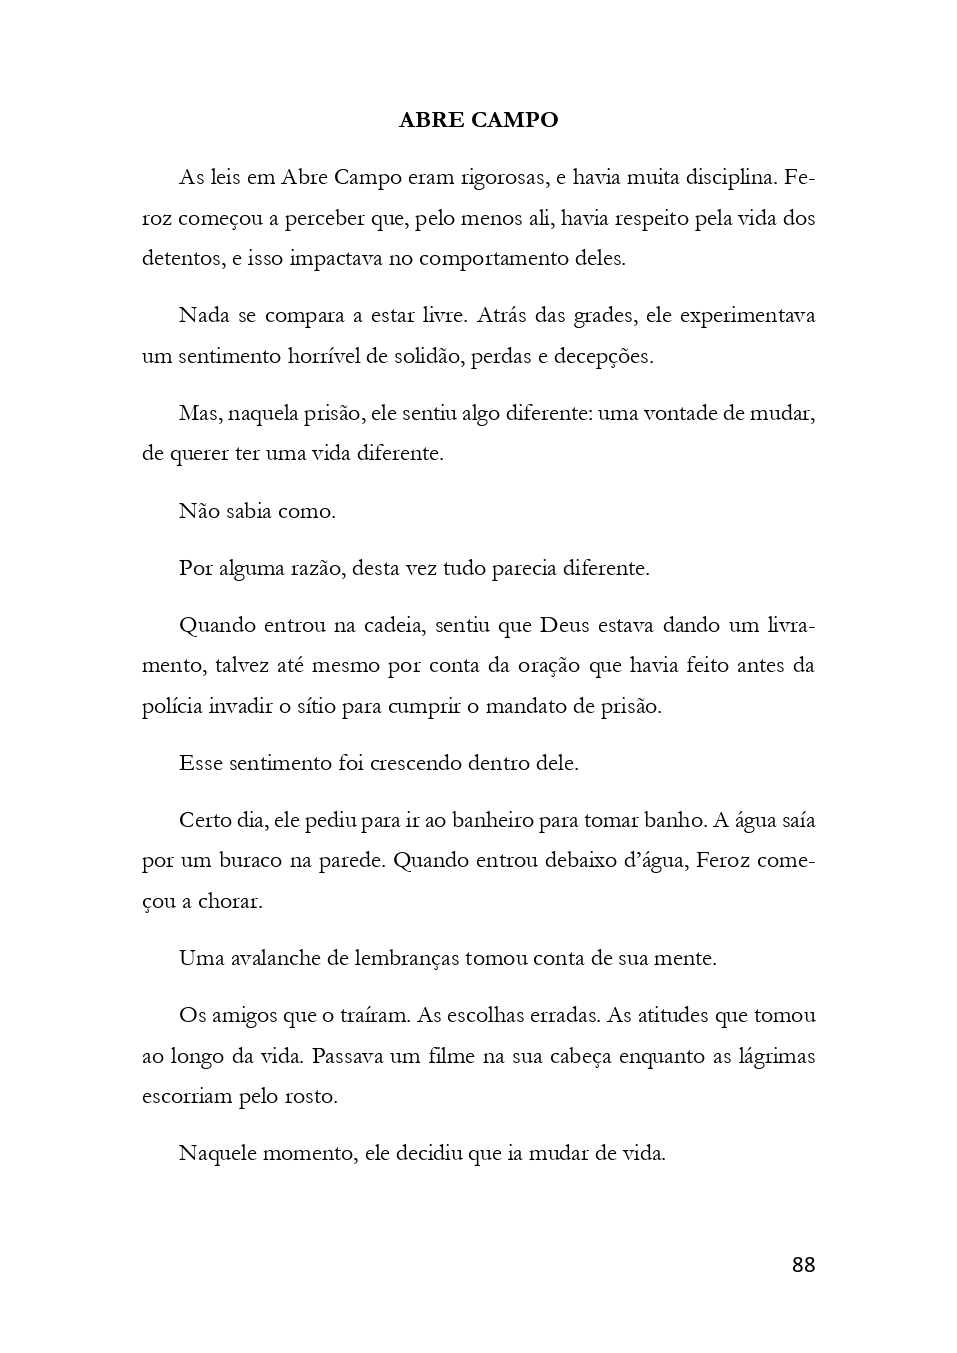 ABRE CAMPO
As leis em Abre Campo eram rigorosas, e havia muita disciplina. Fe-
roz começou a perceber que, pelo menos ali, havia respeito pela vida dos
detentos, e isso impactava no comportamento deles.
Nada se compara a estar livre. Atrás das grades, ele experimentava
um sentimento horrível de solidão, perdas e decepções.
Mas, naquela prisão, ele sentiu algo diferente: uma vontade de mudar,
de querer ter uma vida diferente.
Não sabia como.
Por alguma razão, desta vez tudo parecia diferente.
Quando entrou na cadeia, sentiu que Deus estava dando um livra-
mento, talvez até mesmo por conta da oração que havia feito antes da
polícia invadir o sítio para cumprir o mandato de prisão.
Esse sentimento foi crescendo dentro dele.
Certo dia, ele pediu para ir ao banheiro para tomar banho. A água saía
por um buraco na parede. Quando entrou debaixo d’água, Feroz come-
çou a chorar.
Uma avalanche de lembranças tomou conta de sua mente.
Os amigos que o traíram. As escolhas erradas. As atitudes que tomou
ao longo da vida. Passava um filme na sua cabeça enquanto as lágrimas
escorriam pelo rosto.
Naquele momento, ele decidiu que ia mudar de vida.
88